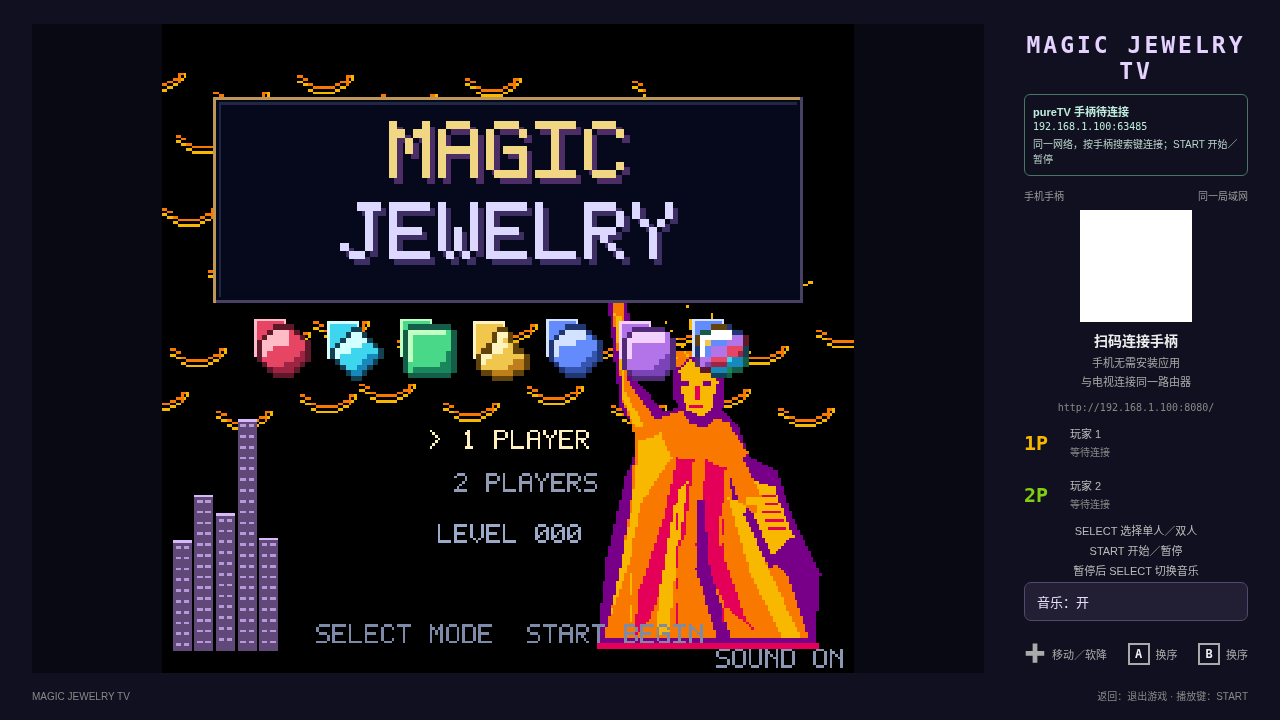 MAGIC
JEWELRY
> 1 PLAYER
2 PLAYERS
LEVEL 000
SELECT MODE START BEGIN
SOUND ON
MAGIC JEWELRY
TV
pureTV 手柄待连接
192.168.1.100:63485
同一网络，按手柄搜索键连接；START 开始／
暂停
手机手柄 同一局域网
扫码连接手柄
手机无需安装应用
与电视连接同一路由器
http://192.168.1.100:8080/
1P 玩家 1
等待连接
2P 玩家 2
等待连接
SELECT 选择单人／双人
START 开始／暂停
暂停后 SELECT 切换音乐
音乐：开
移动／软降 A 换序 B 换序
MAGIC JEWELRY TV
返回：退出游戏 · 播放键：START